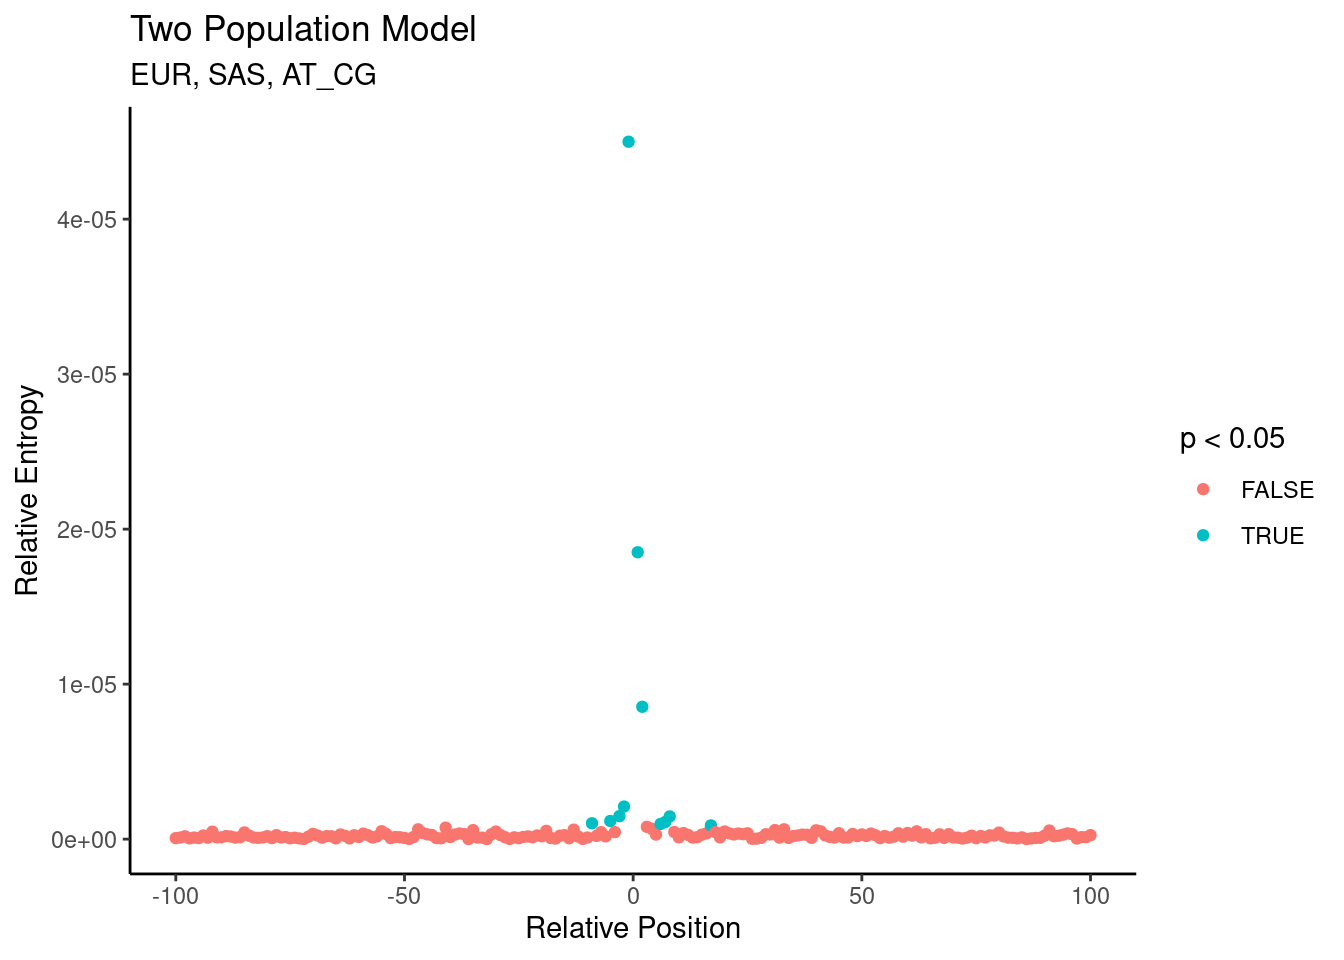 Two Population Model
EUR, SAS, AT_CG
Relative Entropy
4e-05
3e-05
2e-05
1e-05
0e+00
-100
-50
0
50
100
Relative Position
p < 0.05
FALSE
TRUE